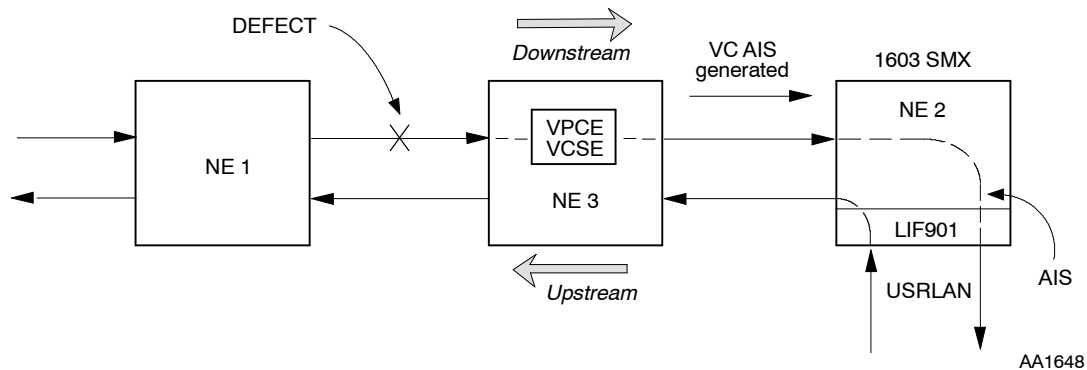 DEFECT
Downstream
VC AIS
generated
1603 SMX
NE 1
VPCE
VCSE
NE 3
NE 2
LIF901
Upstream
USRLAN
AIS
AA1648